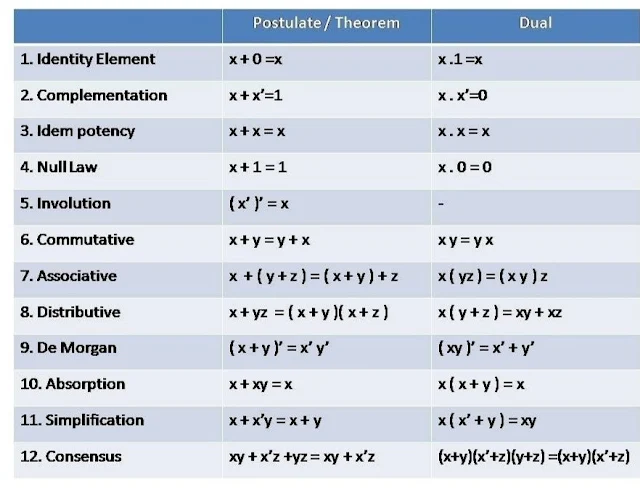 Postulate / Theorem Dual
1. Identity Element x + 0 =x x .1 =x
2. Complementation x + x’=1 x . x’=0
3. Idem potency x + x = x x . x = x
4. Null Law x + 1 = 1 x . 0 = 0
5. Involution ( x’ )’ = x -
6. Commutative x + y = y + x x y = y x
7. Associative x + ( y + z ) = ( x + y ) + z x ( yz ) = ( x y ) z
8. Distributive x + yz = ( x + y )( x + z ) x ( y + z ) = xy + xz
9. De Morgan ( x + y )’ = x’ y’ ( xy )’ = x’ + y’
10. Absorption x + xy = x x ( x + y ) = x
11. Simplification x + x’y = x + y x ( x’ + y ) = xy
12. Consensus xy + x’z +yz = xy + x’z (x+y)(x’+z)(y+z) =(x+y)(x’+z)